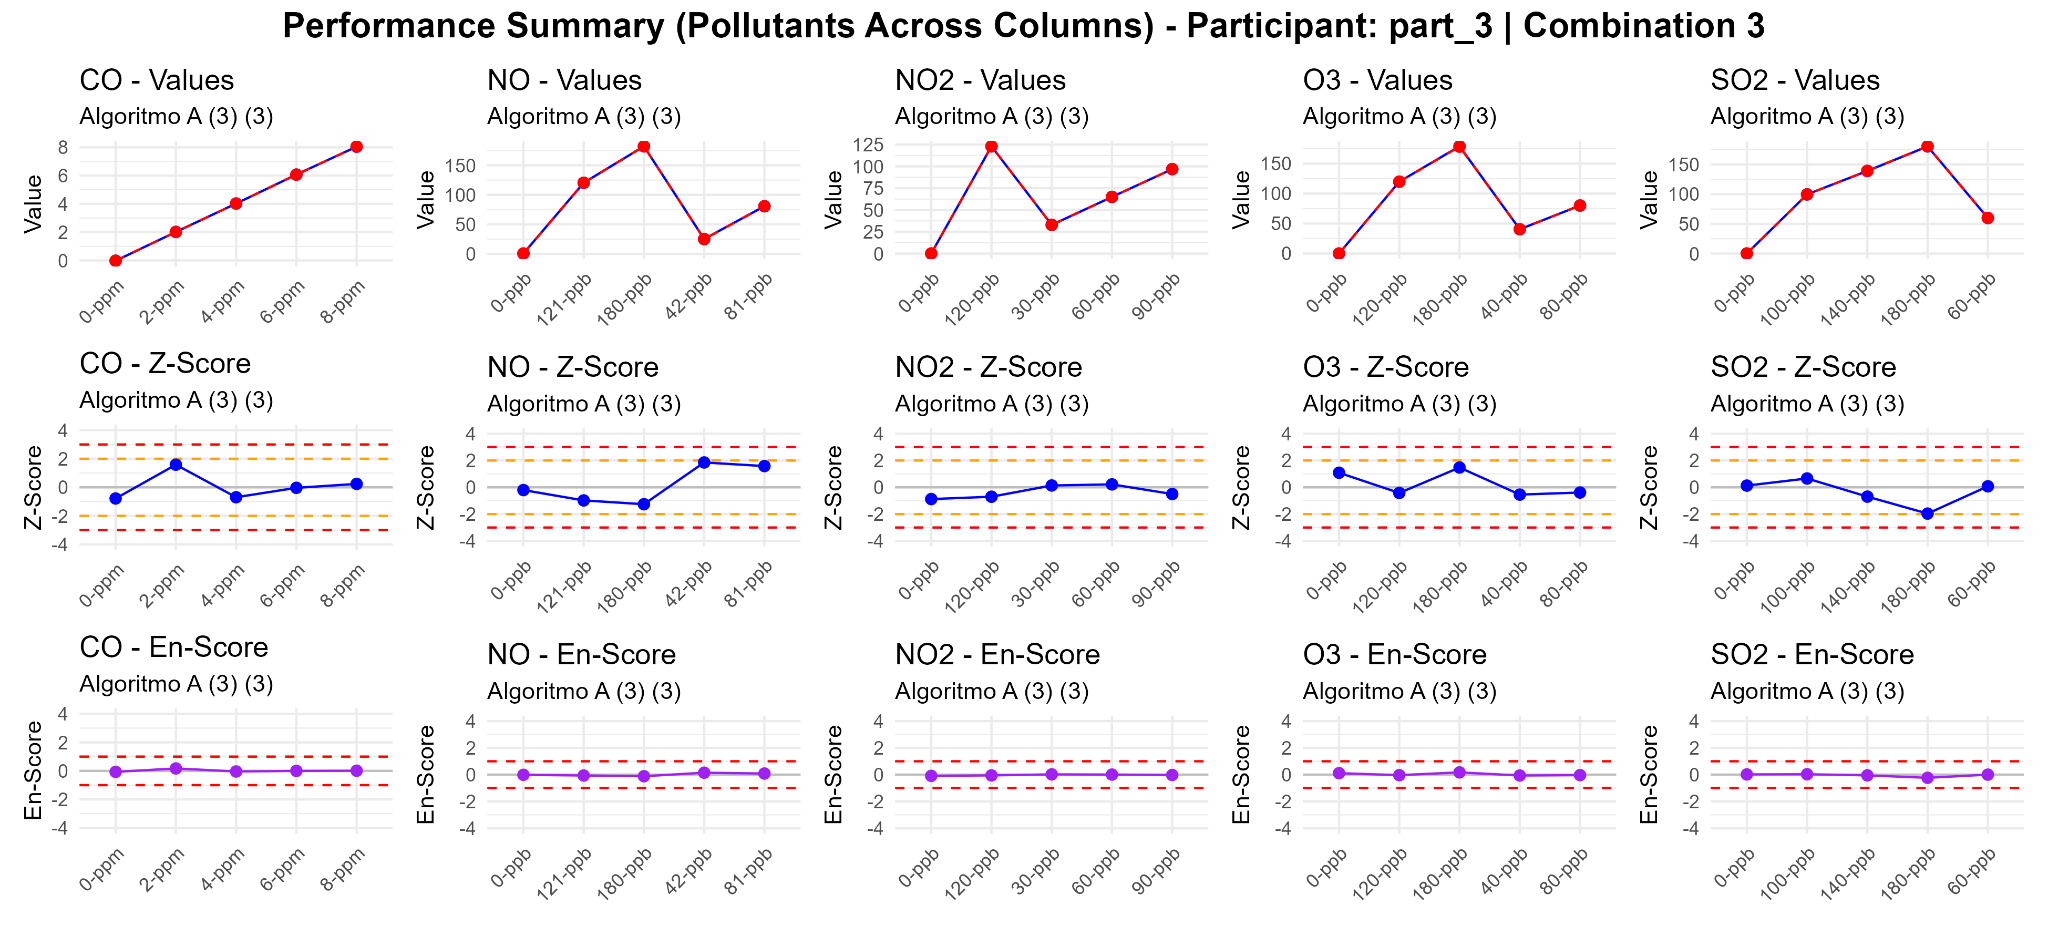 Performance Summary (Pollutants Across Columns) - Participant: part_3 | Combination 3
CO - Values
Algoritmo A (3) (3)
Value
8
6
4
2
0
0-ppm
2-ppm
4-ppm
6-ppm
8-ppm
NO - Values
Algoritmo A (3) (3)
Value
150
100
50
0
0-ppb
121-ppb
180-ppb
42-ppb
81-ppb
NO2 - Values
Algoritmo A (3) (3)
Value
125
100
75
50
25
0
0-ppb
120-ppb
30-ppb
60-ppb
90-ppb
O3 - Values
Algoritmo A (3) (3)
Value
150
100
50
0
0-ppb
120-ppb
180-ppb
40-ppb
80-ppb
SO2 - Values
Algoritmo A (3) (3)
Value
150
100
50
0
0-ppb
100-ppb
140-ppb
180-ppb
60-ppb
CO - Z-Score
Algoritmo A (3) (3)
Z-Score
4
2
0
-2
-4
0-ppm
2-ppm
4-ppm
6-ppm
8-ppm
NO - Z-Score
Algoritmo A (3) (3)
Z-Score
4
2
0
-2
-4
0-ppb
121-ppb
180-ppb
42-ppb
81-ppb
NO2 - Z-Score
Algoritmo A (3) (3)
Z-Score
4
2
0
-2
-4
0-ppb
120-ppb
30-ppb
60-ppb
90-ppb
O3 - Z-Score
Algoritmo A (3) (3)
Z-Score
4
2
0
-2
-4
0-ppb
120-ppb
180-ppb
40-ppb
80-ppb
SO2 - Z-Score
Algoritmo A (3) (3)
Z-Score
4
2
0
-2
-4
0-ppb
100-ppb
140-ppb
180-ppb
60-ppb
CO - En-Score
Algoritmo A (3) (3)
En-Score
4
2
0
-2
-4
0-ppm
2-ppm
4-ppm
6-ppm
8-ppm
NO - En-Score
Algoritmo A (3) (3)
En-Score
4
2
0
-2
-4
0-ppb
121-ppb
180-ppb
42-ppb
81-ppb
NO2 - En-Score
Algoritmo A (3) (3)
En-Score
4
2
0
-2
-4
0-ppb
120-ppb
30-ppb
60-ppb
90-ppb
O3 - En-Score
Algoritmo A (3) (3)
En-Score
4
2
0
-2
-4
0-ppb
120-ppb
180-ppb
40-ppb
80-ppb
SO2 - En-Score
Algoritmo A (3) (3)
En-Score
4
2
0
-2
-4
0-ppb
100-ppb
140-ppb
180-ppb
60-ppb